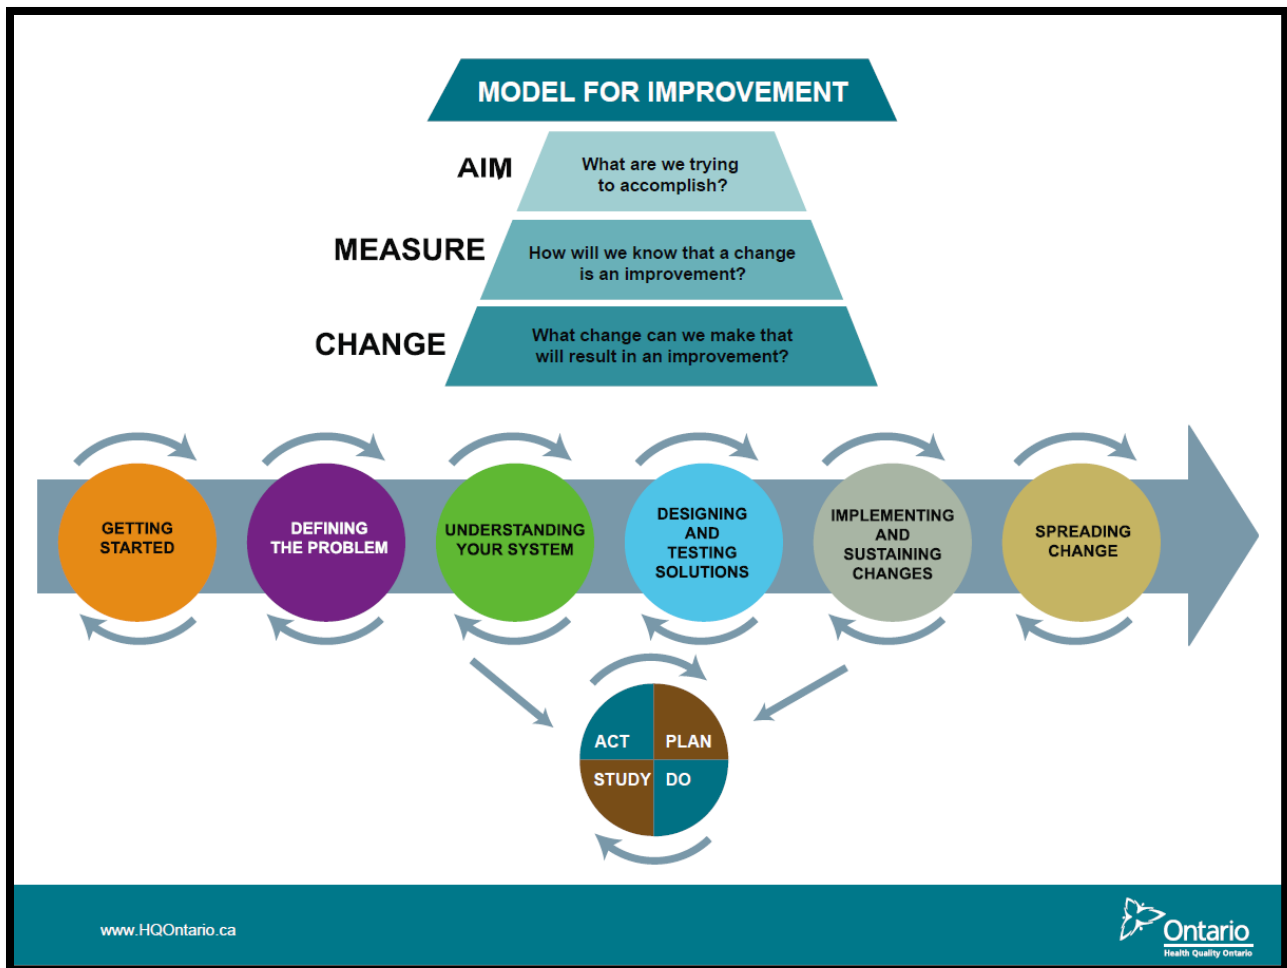 MODEL FOR IMPROVEMENT
AIM
What are we trying
to accomplish?
MEASURE
How will we know that a change
is an improvement?
CHANGE
What change can we make that
will result in an improvement?
GETTING
STARTED
DEFINING
THE PROBLEM
UNDERSTANDING
YOUR SYSTEM
DESIGNING
AND
TESTING
SOLUTIONS
IMPLEMENTING
AND
SUSTAINING
CHANGES
SPREADING
CHANGE
ACT
PLAN
STUDY
DO
www.HQOntario.ca
Ontario
Health Quality Ontario